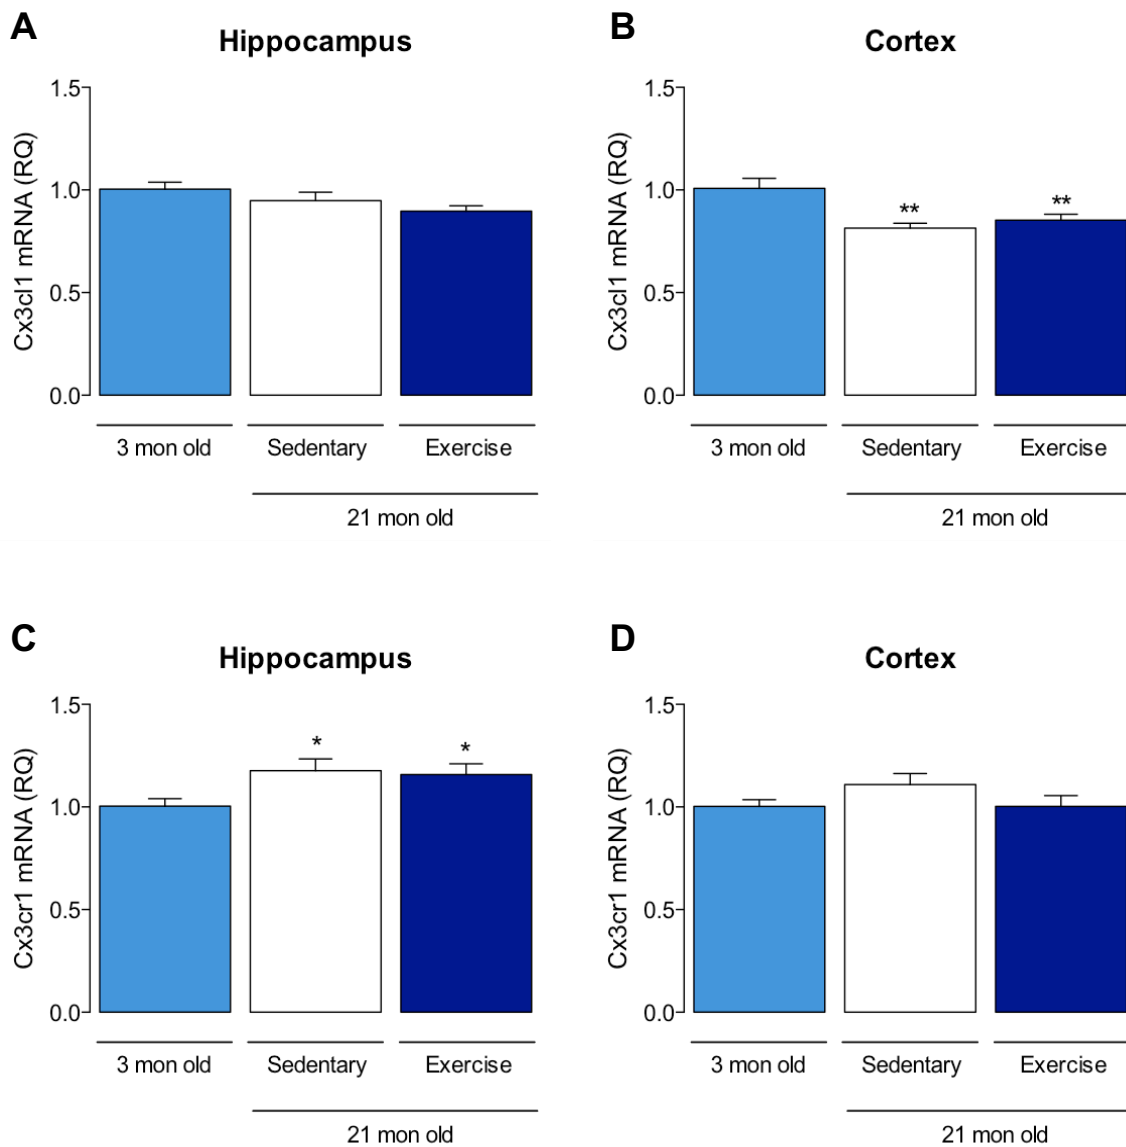 A
Hippocampus
Cx3cl1 mRNA (RQ)
1.5
1.0
0.5
0.0
3 mon old Sedentary Exercise
21 mon old
B
Cortex
Cx3cl1 mRNA (RQ)
1.5
1.0
0.5
0.0
** **
3 mon old Sedentary Exercise
21 mon old
C
Hippocampus
Cx3cr1 mRNA (RQ)
1.5
1.0
0.5
0.0
* *
3 mon old Sedentary Exercise
21 mon old
D
Cortex
Cx3cr1 mRNA (RQ)
1.5
1.0
0.5
0.0
3 mon old Sedentary Exercise
21 mon old